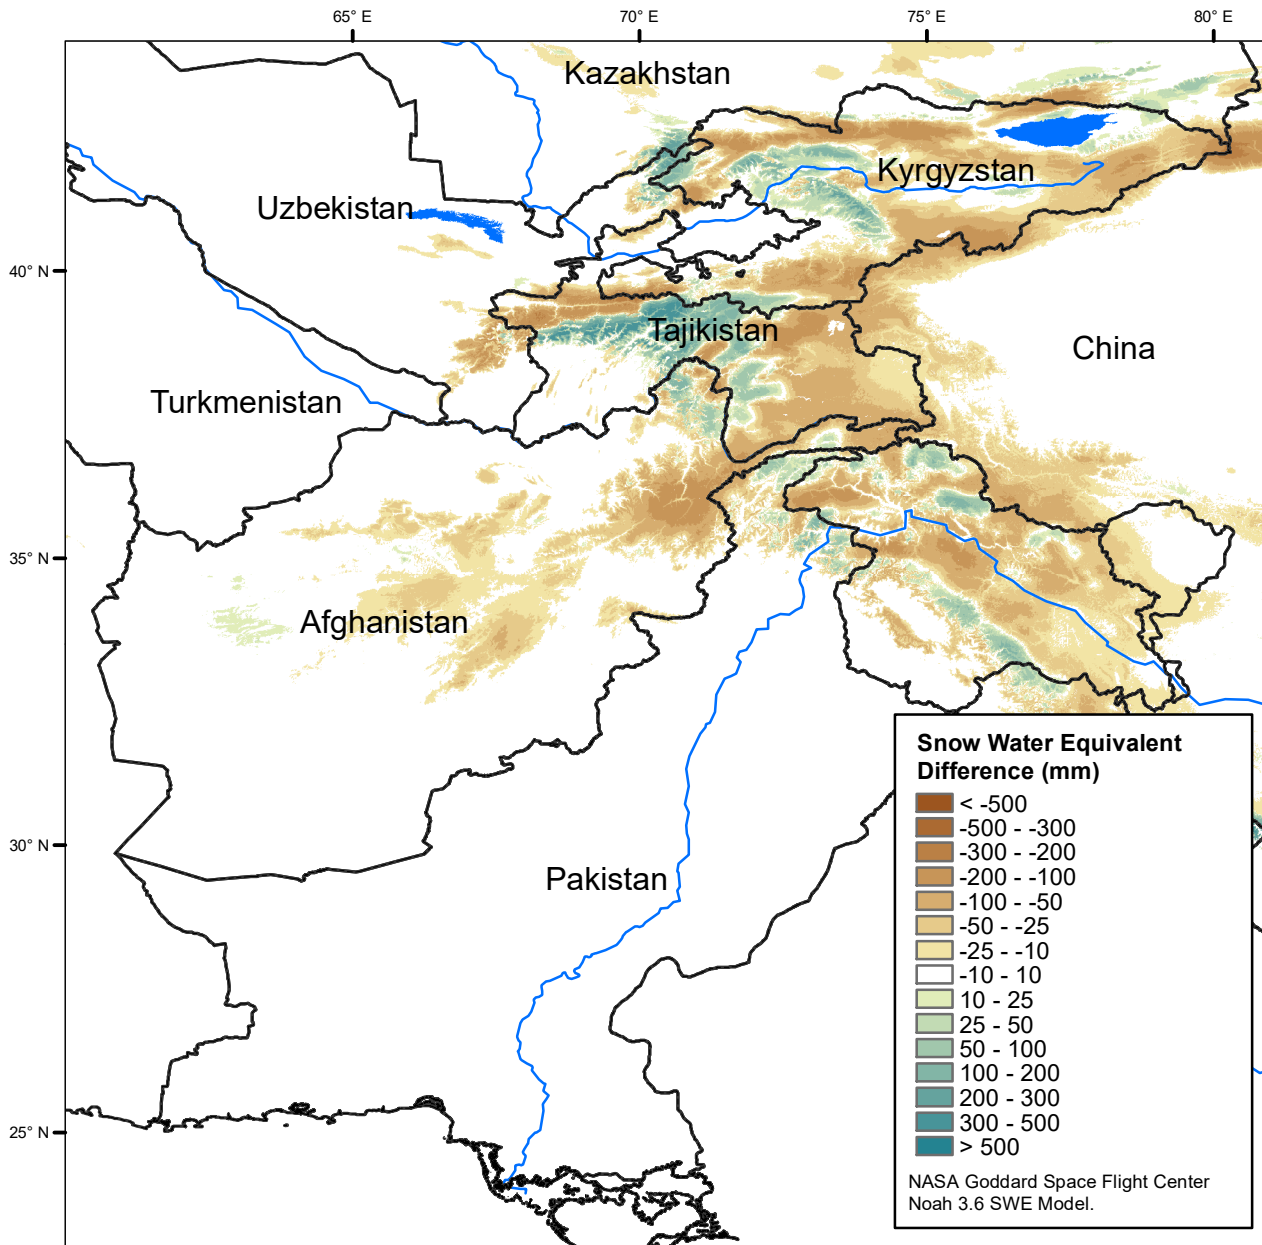 65° E
70° E
75° E
80° E
Kazakhstan
Kyrgyzstan
Uzbekistan
40° N
Tajikistan
China
Turkmenistan
35° N
Afghanistan
Snow Water Equivalent
Difference (mm)
< -500
-500 - -300
-300 - -200
-200 - -100
-100 - -50
-50 - -25
-25 - -10
-10 - 10
10 - 25
25 - 50
50 - 100
100 - 200
200 - 300
300 - 500
> 500
30° N
Pakistan
25° N
NASA Goddard Space Flight Center
Noah 3.6 SWE Model.